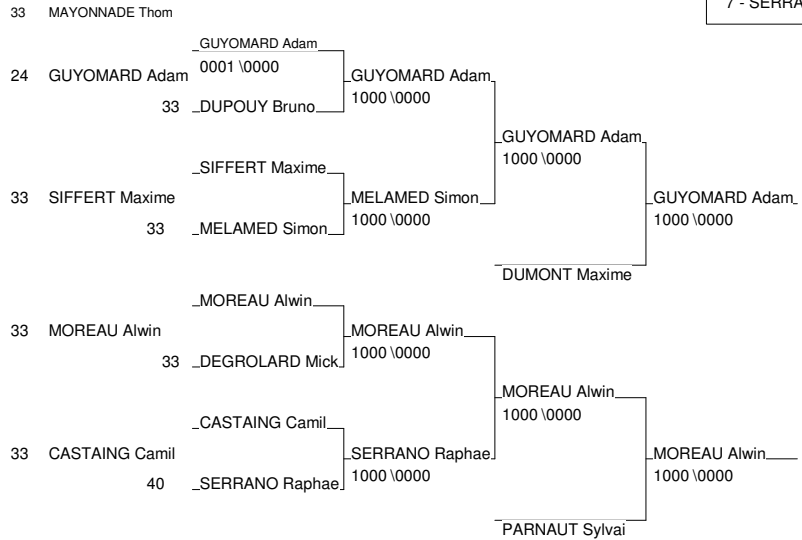 7 - SERRA
33 MAYONNADE Thom
GUYOMARD Adam
0001 \0000
24 GUYOMARD Adam
GUYOMARD Adam
1000 \0000
33 DUPOUY Bruno
GUYOMARD Adam
1000 \0000
SIFFERT Maxime
33 SIFFERT Maxime
MELAMED Simon
1000 \0000
GUYOMARD Adam
1000 \0000
33 MELAMED Simon
DUMONT Maxime
MOREAU Alwin
33 MOREAU Alwin
MOREAU Alwin
1000 \0000
33 DEGROLARD Mick
MOREAU Alwin
1000 \0000
CASTAING Camil
33 CASTAING Camil
SERRANO Raphae
1000 \0000
MOREAU Alwin
1000 \0000
40 SERRANO Raphae
PARNAUT Sylvai